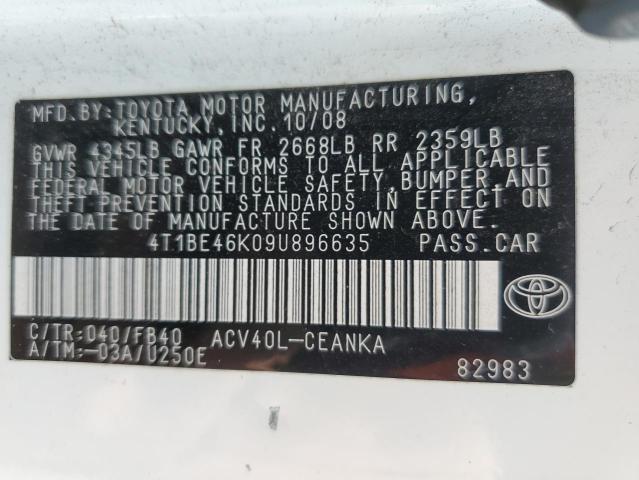 MFD.BY:TOYOTA MOTOR MANUFACTURING,
KENTUCKY,INC.10/08
GVWR 4345LB GAWR FR 2668LB RR 2359LB
THIS VEHICLE CONFORMS TO ALL APPLICABLE
FEDERAL MOTOR VEHICLE SAFETY,BUMPER,AND
THEFT PREVENTION STANDARDS IN EFFECT ON
THE DATE OF MANUFACTURE SHOWN ABOVE.
4T1BE46K09U896635 PASS.CAR
C/TR:040/FB40 ACV40L-CEANKA
A/TM:-03A/U250E
82983